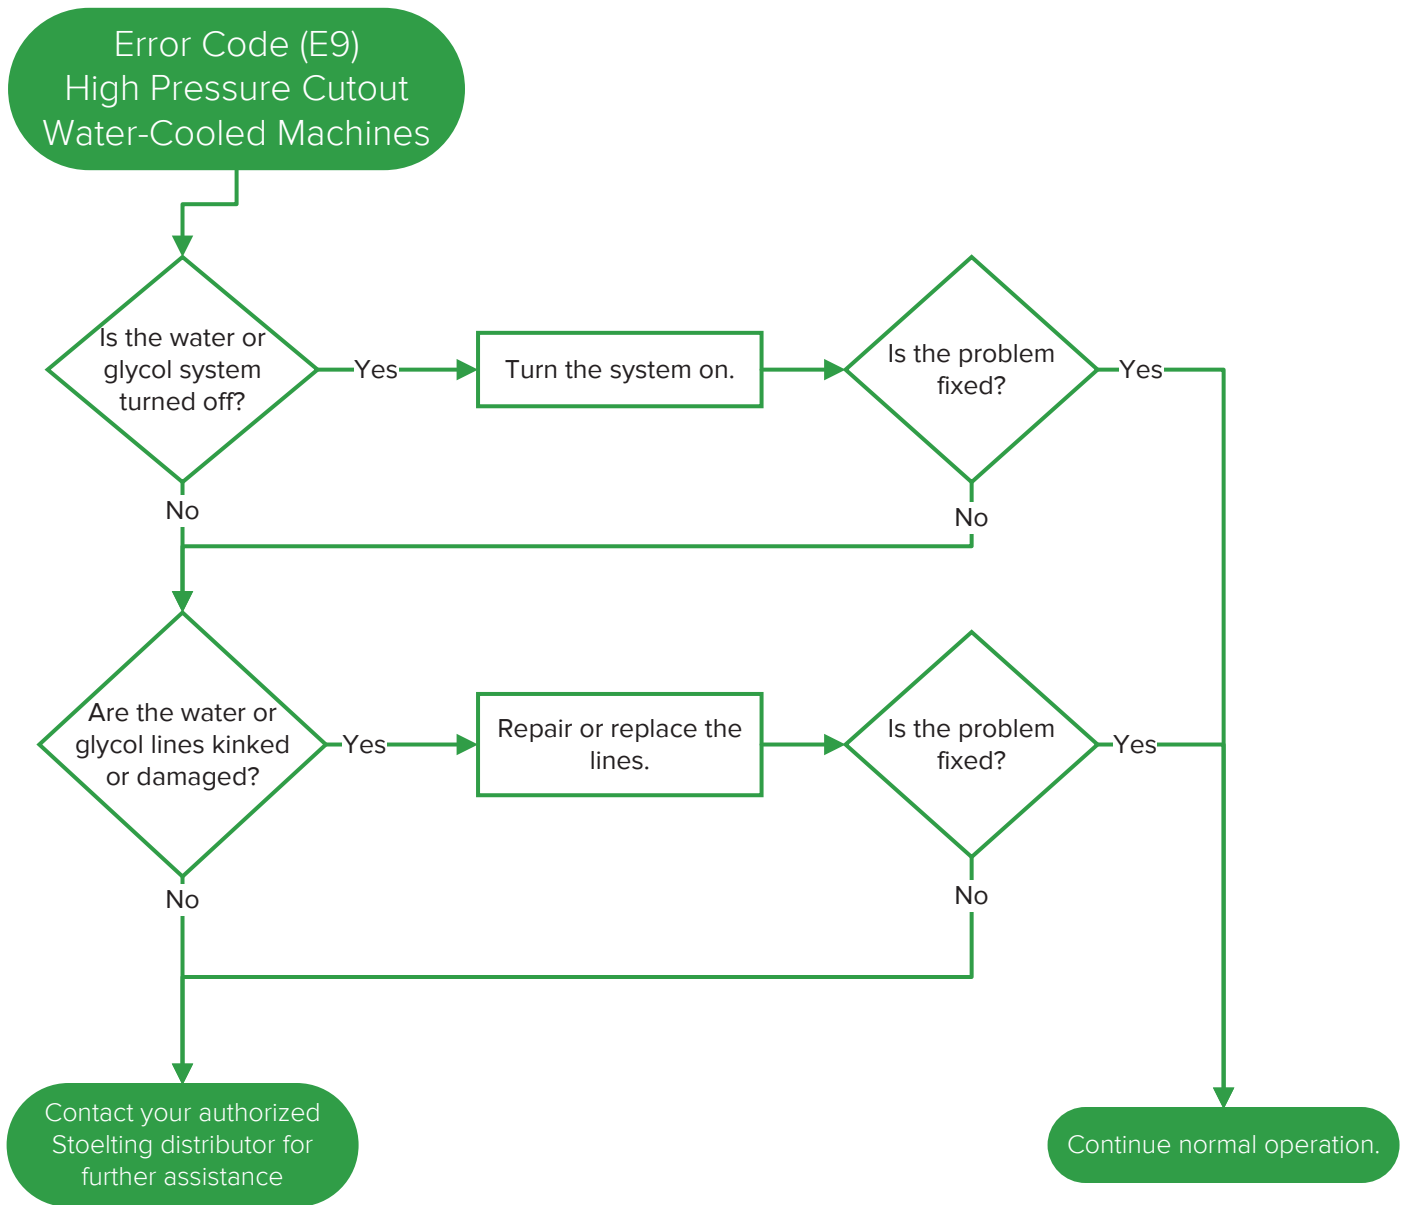 Error Code (E9)
High Pressure Cutout
Water-Cooled Machines
Is the water or
glycol system
turned off?
Yes
Turn the system on.
Is the problem
fixed?
Yes
No
No
Are the water or
glycol lines kinked
or damaged?
Yes
Repair or replace the
lines.
Is the problem
fixed?
Yes
No
No
Contact your authorized
Stoelting distributor for
further assistance
Continue normal operation.